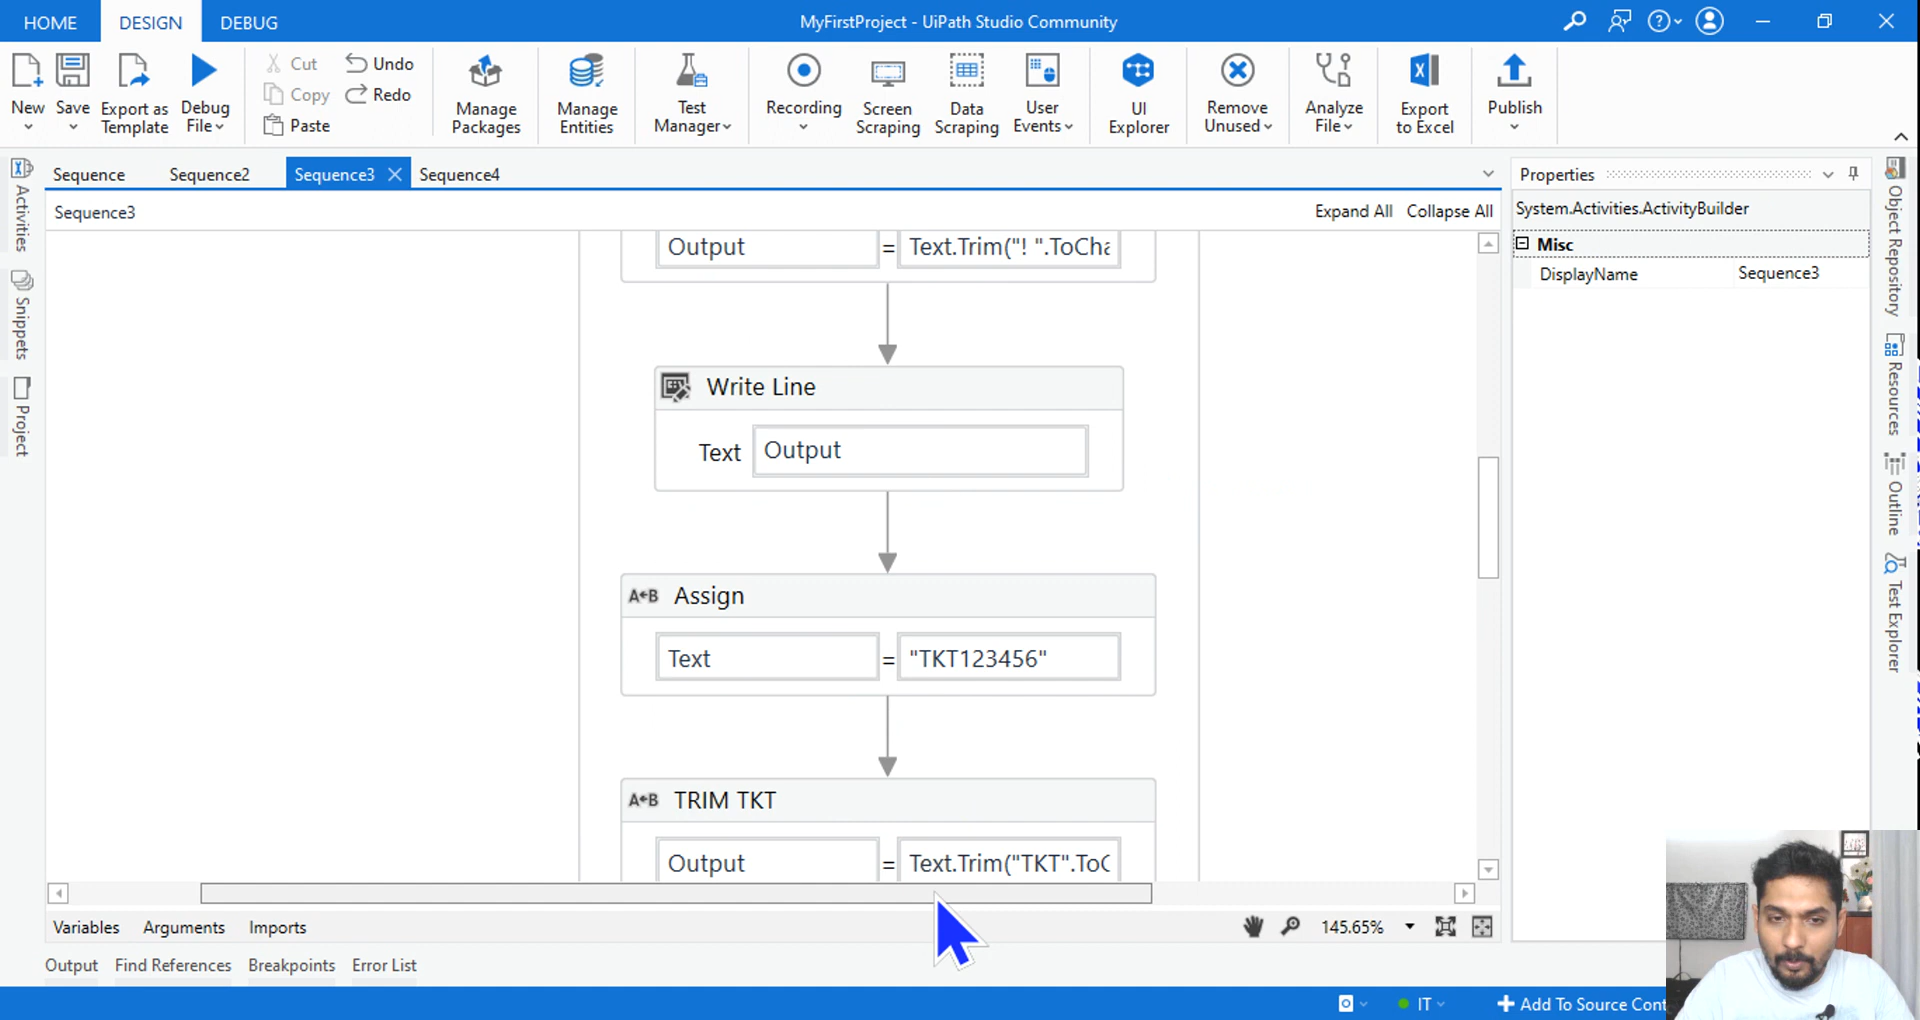 HOME DESIGN DEBUG MyFirstProject - UiPath Studio Community
New Save Export as Template Debug File
Cut Copy Paste Undo Redo
Manage Packages
Manage Entities
Test Manager
Recording
Screen Scraping
Data Scraping
User Events
UI Explorer
Remove Unused
Analyze File
Export to Excel
Publish
Sequence Sequence2 Sequence3 Sequence4
Sequence3 Expand All Collapse All
Activities
Snippets
Project
Output = Text.Trim("! ".ToCha
Write Line
Text Output
A←B Assign
Text = "TKT123456"
A←B TRIM TKT
Output = Text.Trim("TKT".ToC
Properties
System.Activities.ActivityBuilder
Misc
DisplayName Sequence3
Object Repository
Resources
Outline
Test Explorer
Variables Arguments Imports 145.65%
Output Find References Breakpoints Error List
IT Add To Source Cont